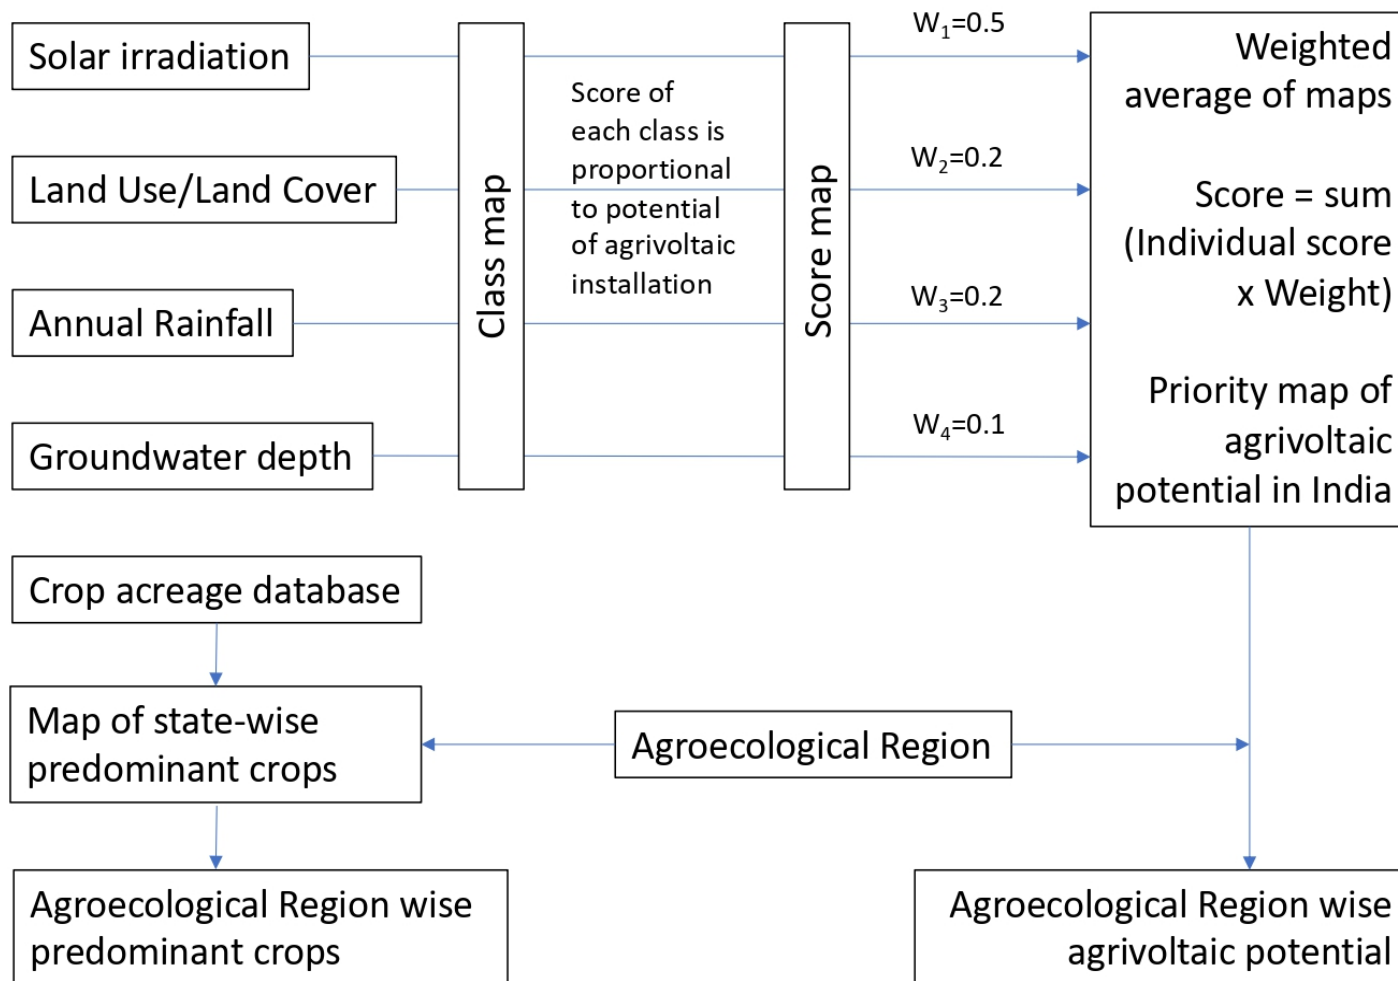 Solar irradiation
Land Use/Land Cover
Annual Rainfall
Groundwater depth
Class map
Score of
each class is
proportional
to potential
of agrivoltaic
installation
Score map
W₁=0.5
W₂=0.2
W₃=0.2
W₄=0.1
Weighted
average of maps
Score = sum
(Individual score
x Weight)
Priority map of
agrivoltaic
potential in India
Crop acreage database
Map of state-wise
predominant crops
Agroecological Region
Agroecological Region wise
predominant crops
Agroecological Region wise
agrivoltaic potential